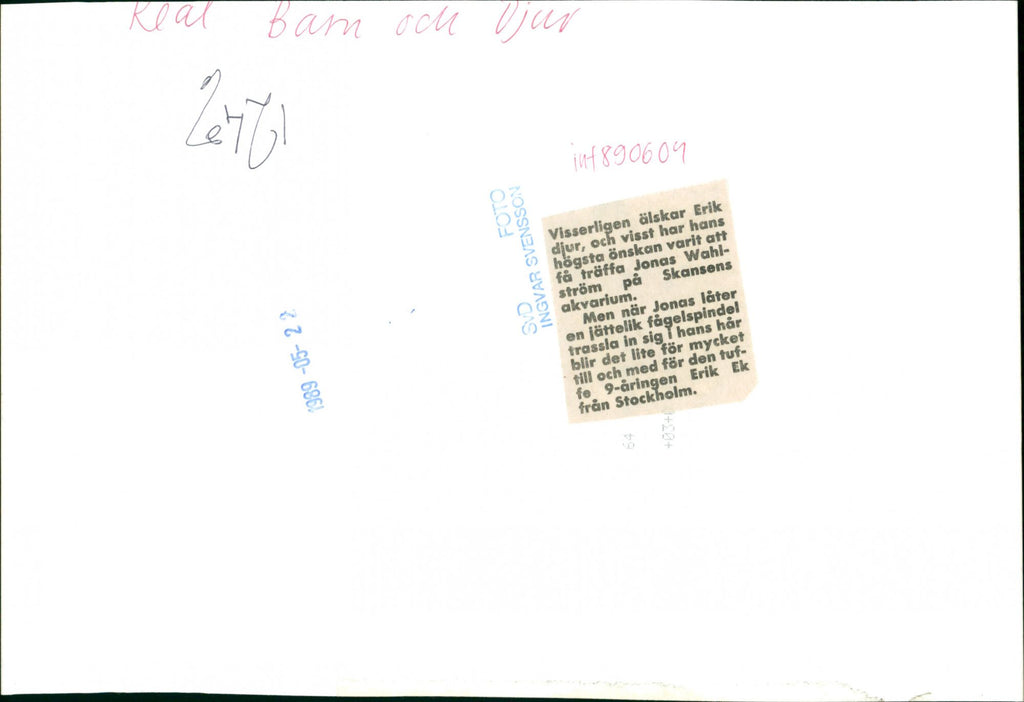 Real Barn och Djur
int 890604
FOTO
SVD
INGVAR SVENSSON
Visserligen älskar Erik
djur, och visst har hans
högsta önskan varit att
få träffa Jonas Wahl-
ström på Skansens
akvarium.
Men när Jonas låter
en jättelik fågelspindel
trassla in sig i hans hår
blir det lite för mycket
till och med för den tuf-
fe 9-åringen Erik Ek
från Stockholm.
1989-05-22
64